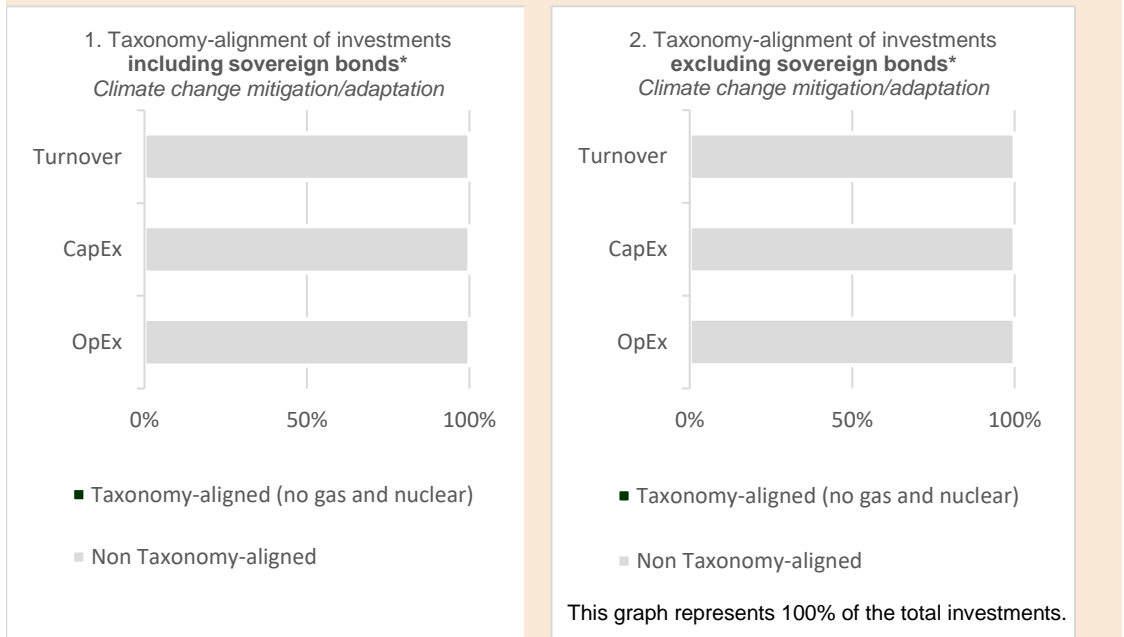 1. Taxonomy-alignment of investments
including sovereign bonds*
Climate change mitigation/adaptation
Turnover
CapEx
OpEx
0% 50% 100%
Taxonomy-aligned (no gas and nuclear)
Non Taxonomy-aligned
2. Taxonomy-alignment of investments
excluding sovereign bonds*
Climate change mitigation/adaptation
Turnover
CapEx
OpEx
0% 50% 100%
Taxonomy-aligned (no gas and nuclear)
Non Taxonomy-aligned
This graph represents 100% of the total investments.